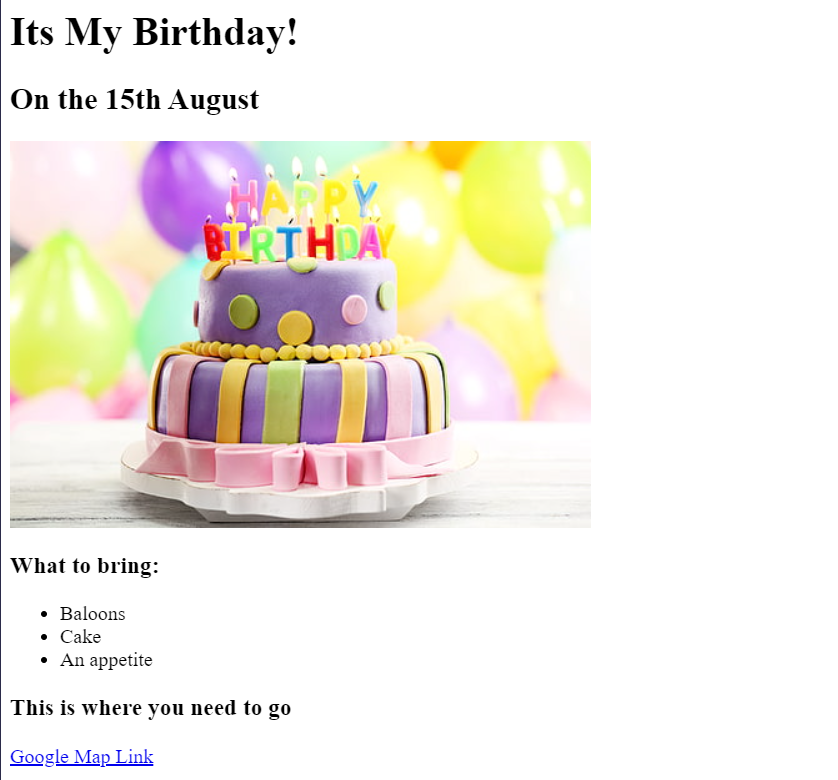 Its My Birthday!
On the 15th August
HAPPY
BIRTHDAY
What to bring:
Baloons
Cake
An appetite
This is where you need to go
Google Map Link